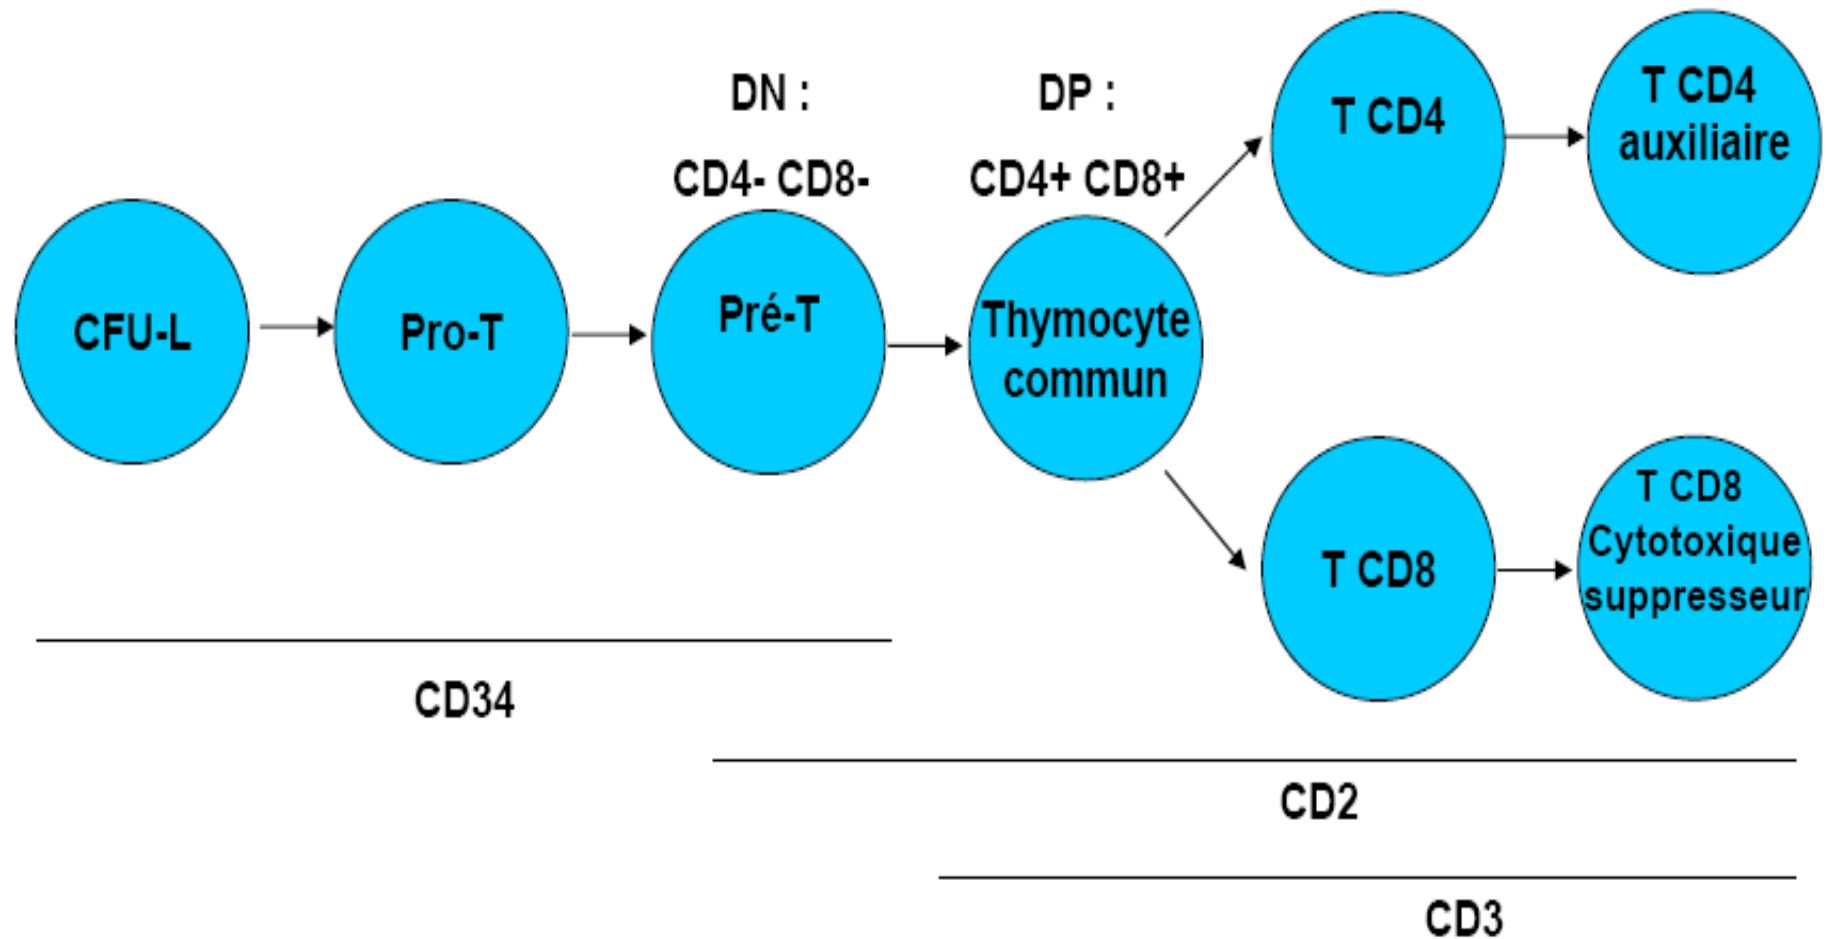 DN :
CD4- CD8-
DP :
CD4+ CD8+
CFU-L
Pro-T
Pré-T
Thymocyte
commun
T CD4
T CD4
auxiliaire
T CD8
T CD8
Cytotoxique
suppresseur
CD34
CD2
CD3